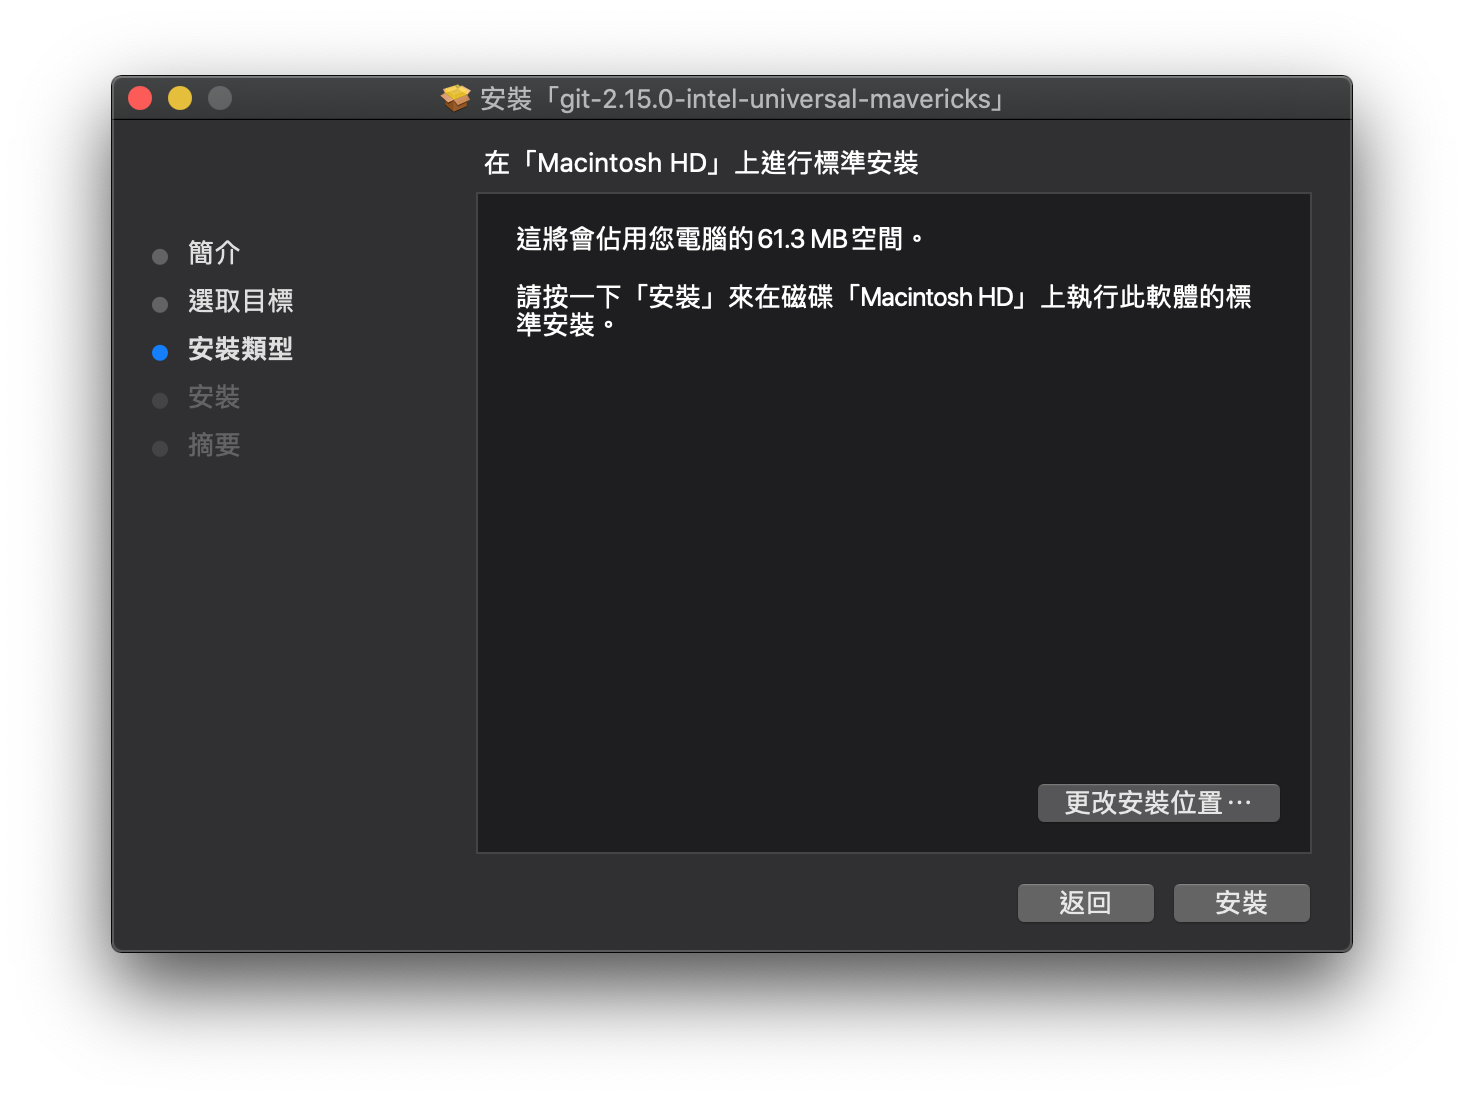 安裝「git-2.15.0-intel-universal-mavericks」
在「Macintosh HD」上進行標準安裝
簡介
選取目標
安裝類型
安裝
摘要
這將會佔用您電腦的 61.3 MB 空間。
請按一下「安裝」來在磁碟「Macintosh HD」上執行此軟體的標
準安裝。
更改安裝位置⋯
返回
安裝